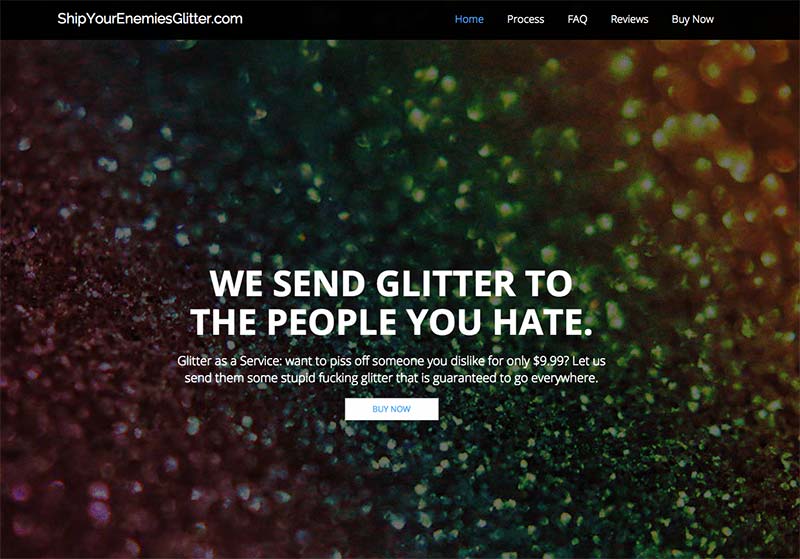 ShipYourEnemiesGlitter.com
Home Process FAQ Reviews Buy Now
WE SEND GLITTER TO
THE PEOPLE YOU HATE.
Glitter as a Service: want to piss off someone you dislike for only $9.99? Let us
send them some stupid fucking glitter that is guaranteed to go everywhere.
BUY NOW